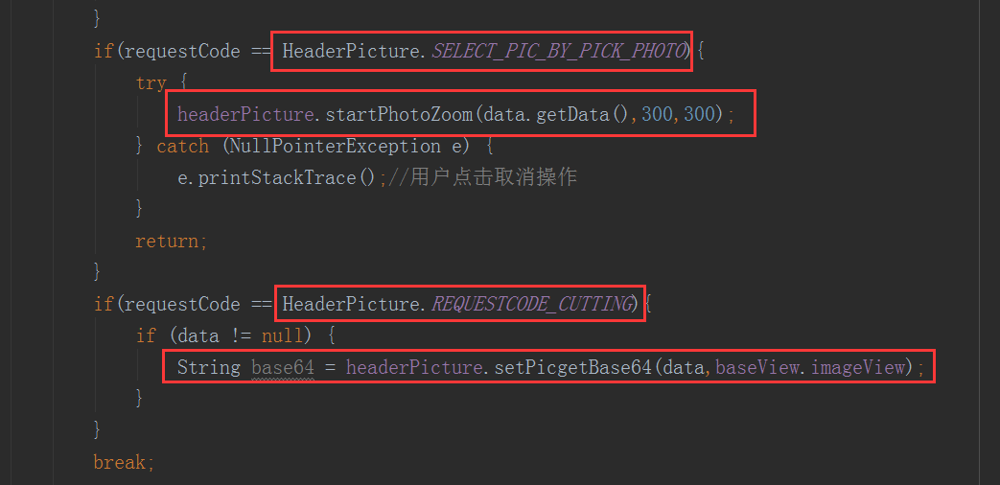 }
if(requestCode == HeaderPicture.SELECT_PIC_BY_PICK_PHOTO){
try {
headerPicture.startPhotoZoom(data.getData(),300,300);
} catch (NullPointerException e) {
e.printStackTrace();//用户点击取消操作
}
return;
}
if(requestCode == HeaderPicture.REQUESTCODE_CUTTING){
if (data != null) {
String base64 = headerPicture.setPicgetBase64(data,baseView.imageView);
}
}
break;